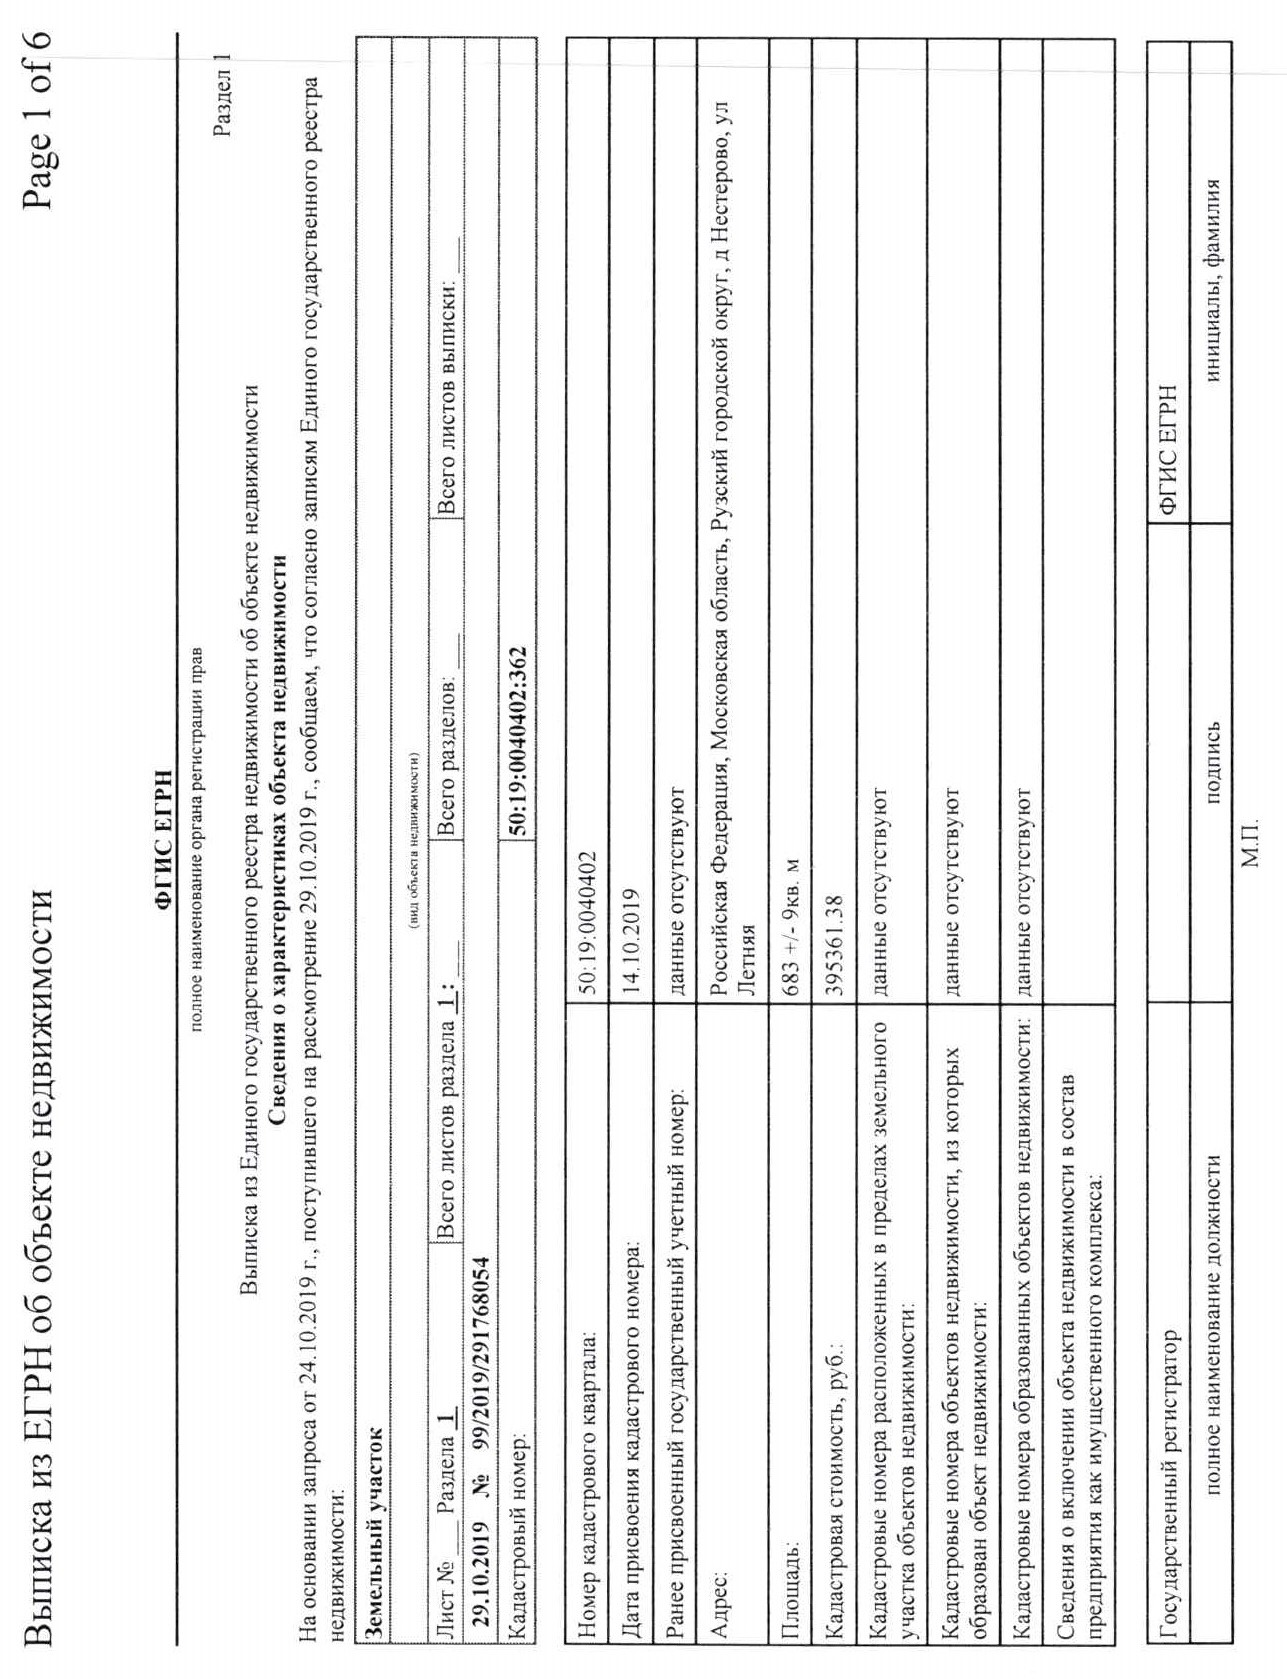 Выписка из ЕГРН об объекте недвижимости
Page 1 of 6
ФГИС ЕГРН
полное наименование органа регистрации прав
Раздел 1
Выписка из Единого государственного реестра недвижимости об объекте недвижимости
Сведения о характеристиках объекта недвижимости
На основании запроса от 24.10.2019 г., поступившего на рассмотрение 29.10.2019 г., сообщаем, что согласно записям Единого государственного реестра
недвижимости:
Земельный участок
(вид объекта недвижимости)
Лист № ___ Раздела 1 Всего листов раздела 1 : ___ Всего разделов: ___ Всего листов выписки: ___
29.10.2019 № 99/2019/291768054
Кадастровый номер: 50:19:0040402:362
Номер кадастрового квартала: 50:19:0040402
Дата присвоения кадастрового номера: 14.10.2019
Ранее присвоенный государственный учетный номер: данные отсутствуют
Адрес: Российская Федерация, Московская область, Рузский городской округ, д Нестерово, ул
Летняя
Площадь: 683 +/- 9кв. м
Кадастровая стоимость, руб.: 395361.38
Кадастровые номера расположенных в пределах земельного
участка объектов недвижимости: данные отсутствуют
Кадастровые номера объектов недвижимости, из которых
образован объект недвижимости: данные отсутствуют
Кадастровые номера образованных объектов недвижимости: данные отсутствуют
Сведения о включении объекта недвижимости в состав
предприятия как имущественного комплекса:
Государственный регистратор ФГИС ЕГРН
полное наименование должности подпись инициалы, фамилия
М.П.